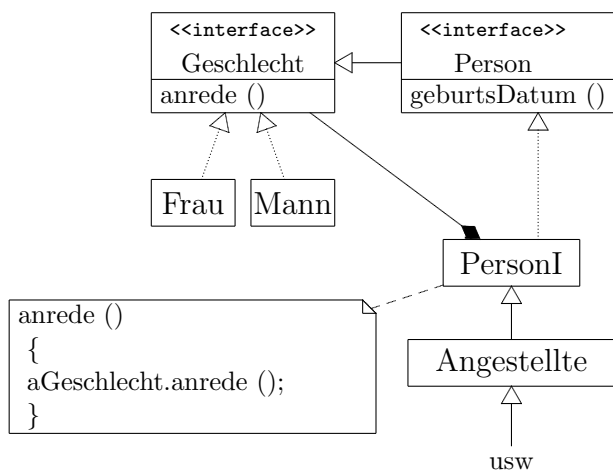 <<interface>>
Geschlecht
anrede ()
<<interface>>
Person
geburtsDatum ()
Frau
Mann
PersonI
anrede ()
{
aGeschlecht.anrede ();
}
Angestellte
usw